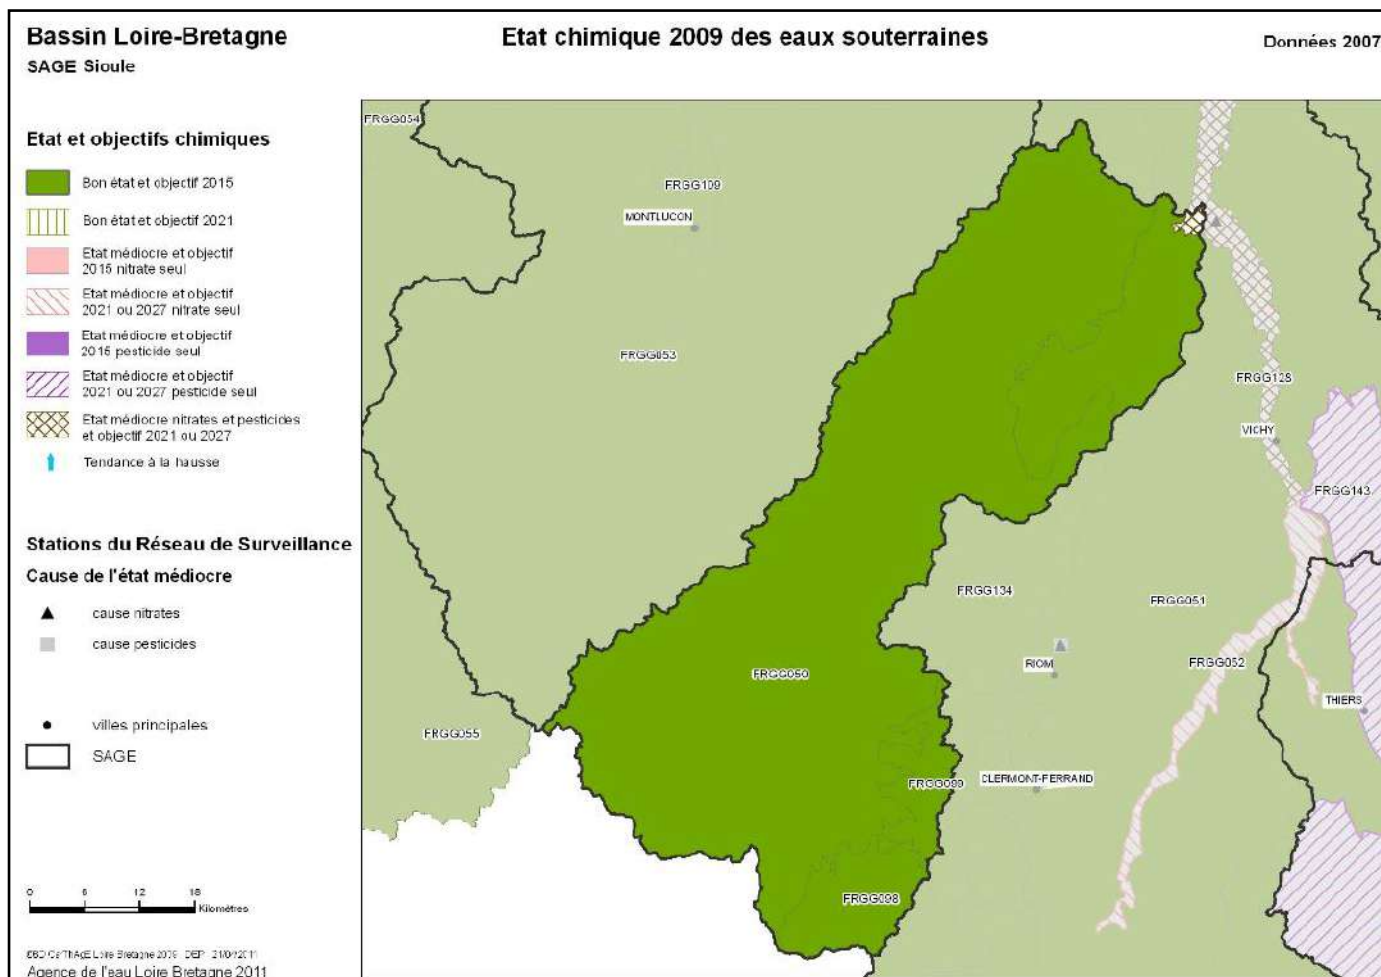 Bassin Loire-Bretagne
SAGE Sioule
Etat chimique 2009 des eaux souterraines
Données 2007
Etat et objectifs chimiques
Bon état et objectif 2015
Bon état et objectif 2021
Etat médiocre et objectif
2015 nitrate seul
Etat médiocre et objectif
2021 ou 2027 nitrate seul
Etat médiocre et objectif
2015 pesticide seul
Etat médiocre et objectif
2021 ou 2027 pesticide seul
Etat médiocre nitrates et pesticides
et objectif 2021 ou 2027
Tendance à la hausse
Stations du Réseau de Surveillance
Cause de l'état médiocre
cause nitrates
cause pesticides
villes principales
SAGE
0 6 12 18
Kilomètres
Agence de l'eau Loire Bretagne 2011
FRGG054
FRGG109
MONTLUCON
FRGG053
FRGG128
VICHY
FRGG143
FRGG134
FRGG051
RIOM
FRGG052
FRGG050
THIERS
FRGG055
FRGG099
CLERMONT-FERRAND
FRGG098